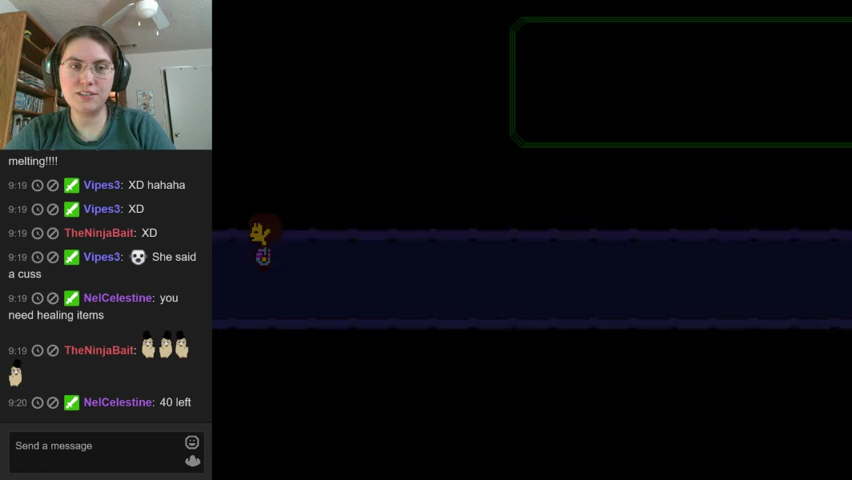 melting!!!!
9:19 Vipes3: XD hahaha
9:19 Vipes3: XD
9:19 TheNinjaBait: XD
9:19 Vipes3: She said
a cuss
9:19 NelCelestine: you
need healing items
9:19 TheNinjaBait:
9:20 NelCelestine: 40 left
Send a message